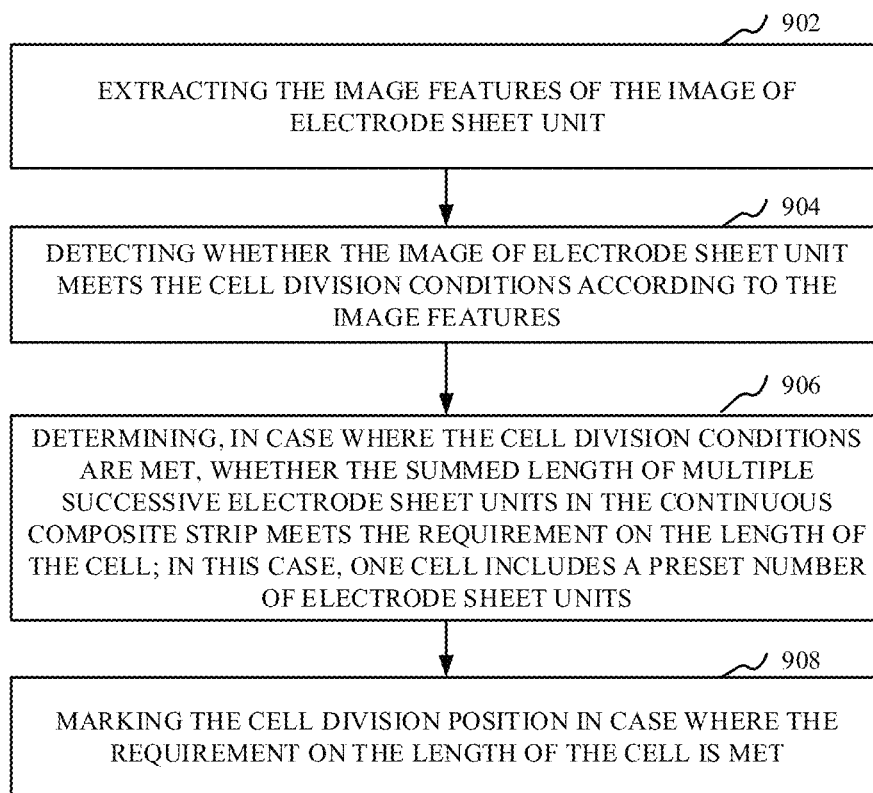 902
EXTRACTING THE IMAGE FEATURES OF THE IMAGE OF
ELECTRODE SHEET UNIT
904
DETECTING WHETHER THE IMAGE OF ELECTRODE SHEET UNIT
MEETS THE CELL DIVISION CONDITIONS ACCORDING TO THE
IMAGE FEATURES
906
DETERMINING, IN CASE WHERE THE CELL DIVISION CONDITIONS
ARE MET, WHETHER THE SUMMED LENGTH OF MULTIPLE
SUCCESSIVE ELECTRODE SHEET UNITS IN THE CONTINUOUS
COMPOSITE STRIP MEETS THE REQUIREMENT ON THE LENGTH OF
THE CELL; IN THIS CASE, ONE CELL INCLUDES A PRESET NUMBER
OF ELECTRODE SHEET UNITS
908
MARKING THE CELL DIVISION POSITION IN CASE WHERE THE
REQUIREMENT ON THE LENGTH OF THE CELL IS MET